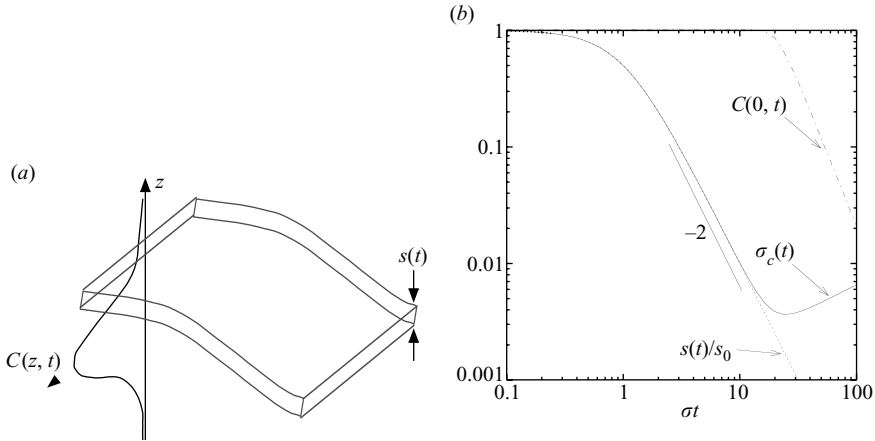 (a)
z
s(t)
C(z, t)
(b)
1
0.1
0.01
0.001
0.1
1
10
100
σt
C(0, t)
−2
σc(t)
s(t)/s0